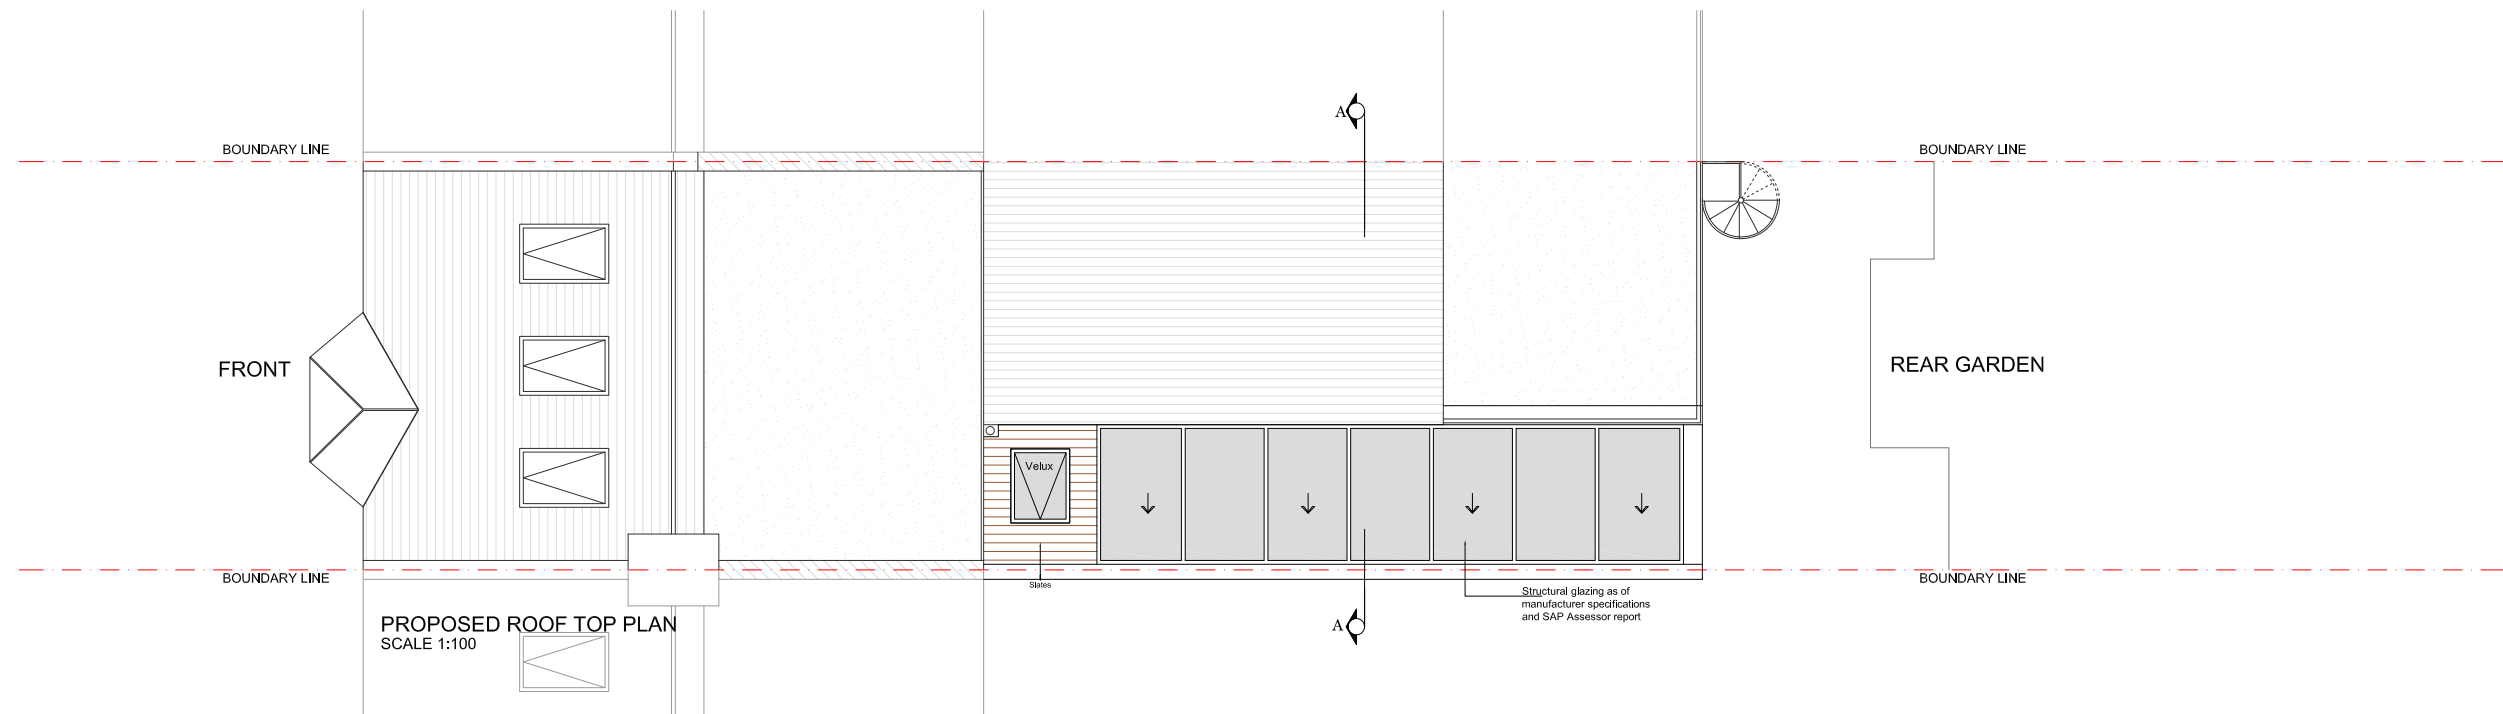 A
BOUNDARY LINE
BOUNDARY LINE
FRONT
REAR GARDEN
Velux
BOUNDARY LINE
BOUNDARY LINE
Slates
Structural glazing as of
manufacturer specifications
and SAP Assessor report
PROPOSED ROOF TOP PLAN
SCALE 1:100
A